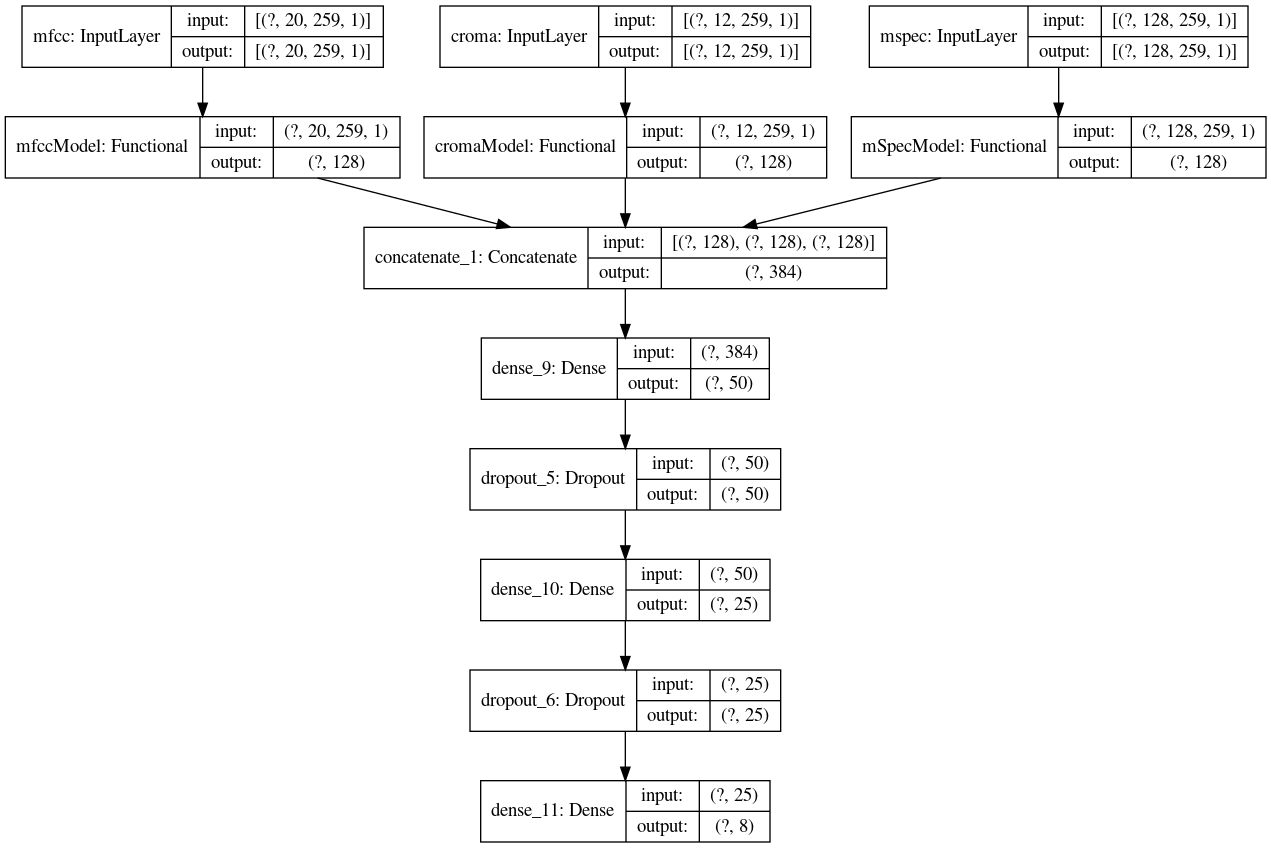 mfcc: InputLayer
input: [(?, 20, 259, 1)]
output: [(?, 20, 259, 1)]
croma: InputLayer
input: [(?, 12, 259, 1)]
output: [(?, 12, 259, 1)]
mspec: InputLayer
input: [(?, 128, 259, 1)]
output: [(?, 128, 259, 1)]
mfccModel: Functional
input: (?, 20, 259, 1)
output: (?, 128)
cromaModel: Functional
input: (?, 12, 259, 1)
output: (?, 128)
mSpecModel: Functional
input: (?, 128, 259, 1)
output: (?, 128)
concatenate_1: Concatenate
input: [(?, 128), (?, 128), (?, 128)]
output: (?, 384)
dense_9: Dense
input: (?, 384)
output: (?, 50)
dropout_5: Dropout
input: (?, 50)
output: (?, 50)
dense_10: Dense
input: (?, 50)
output: (?, 25)
dropout_6: Dropout
input: (?, 25)
output: (?, 25)
dense_11: Dense
input: (?, 25)
output: (?, 8)